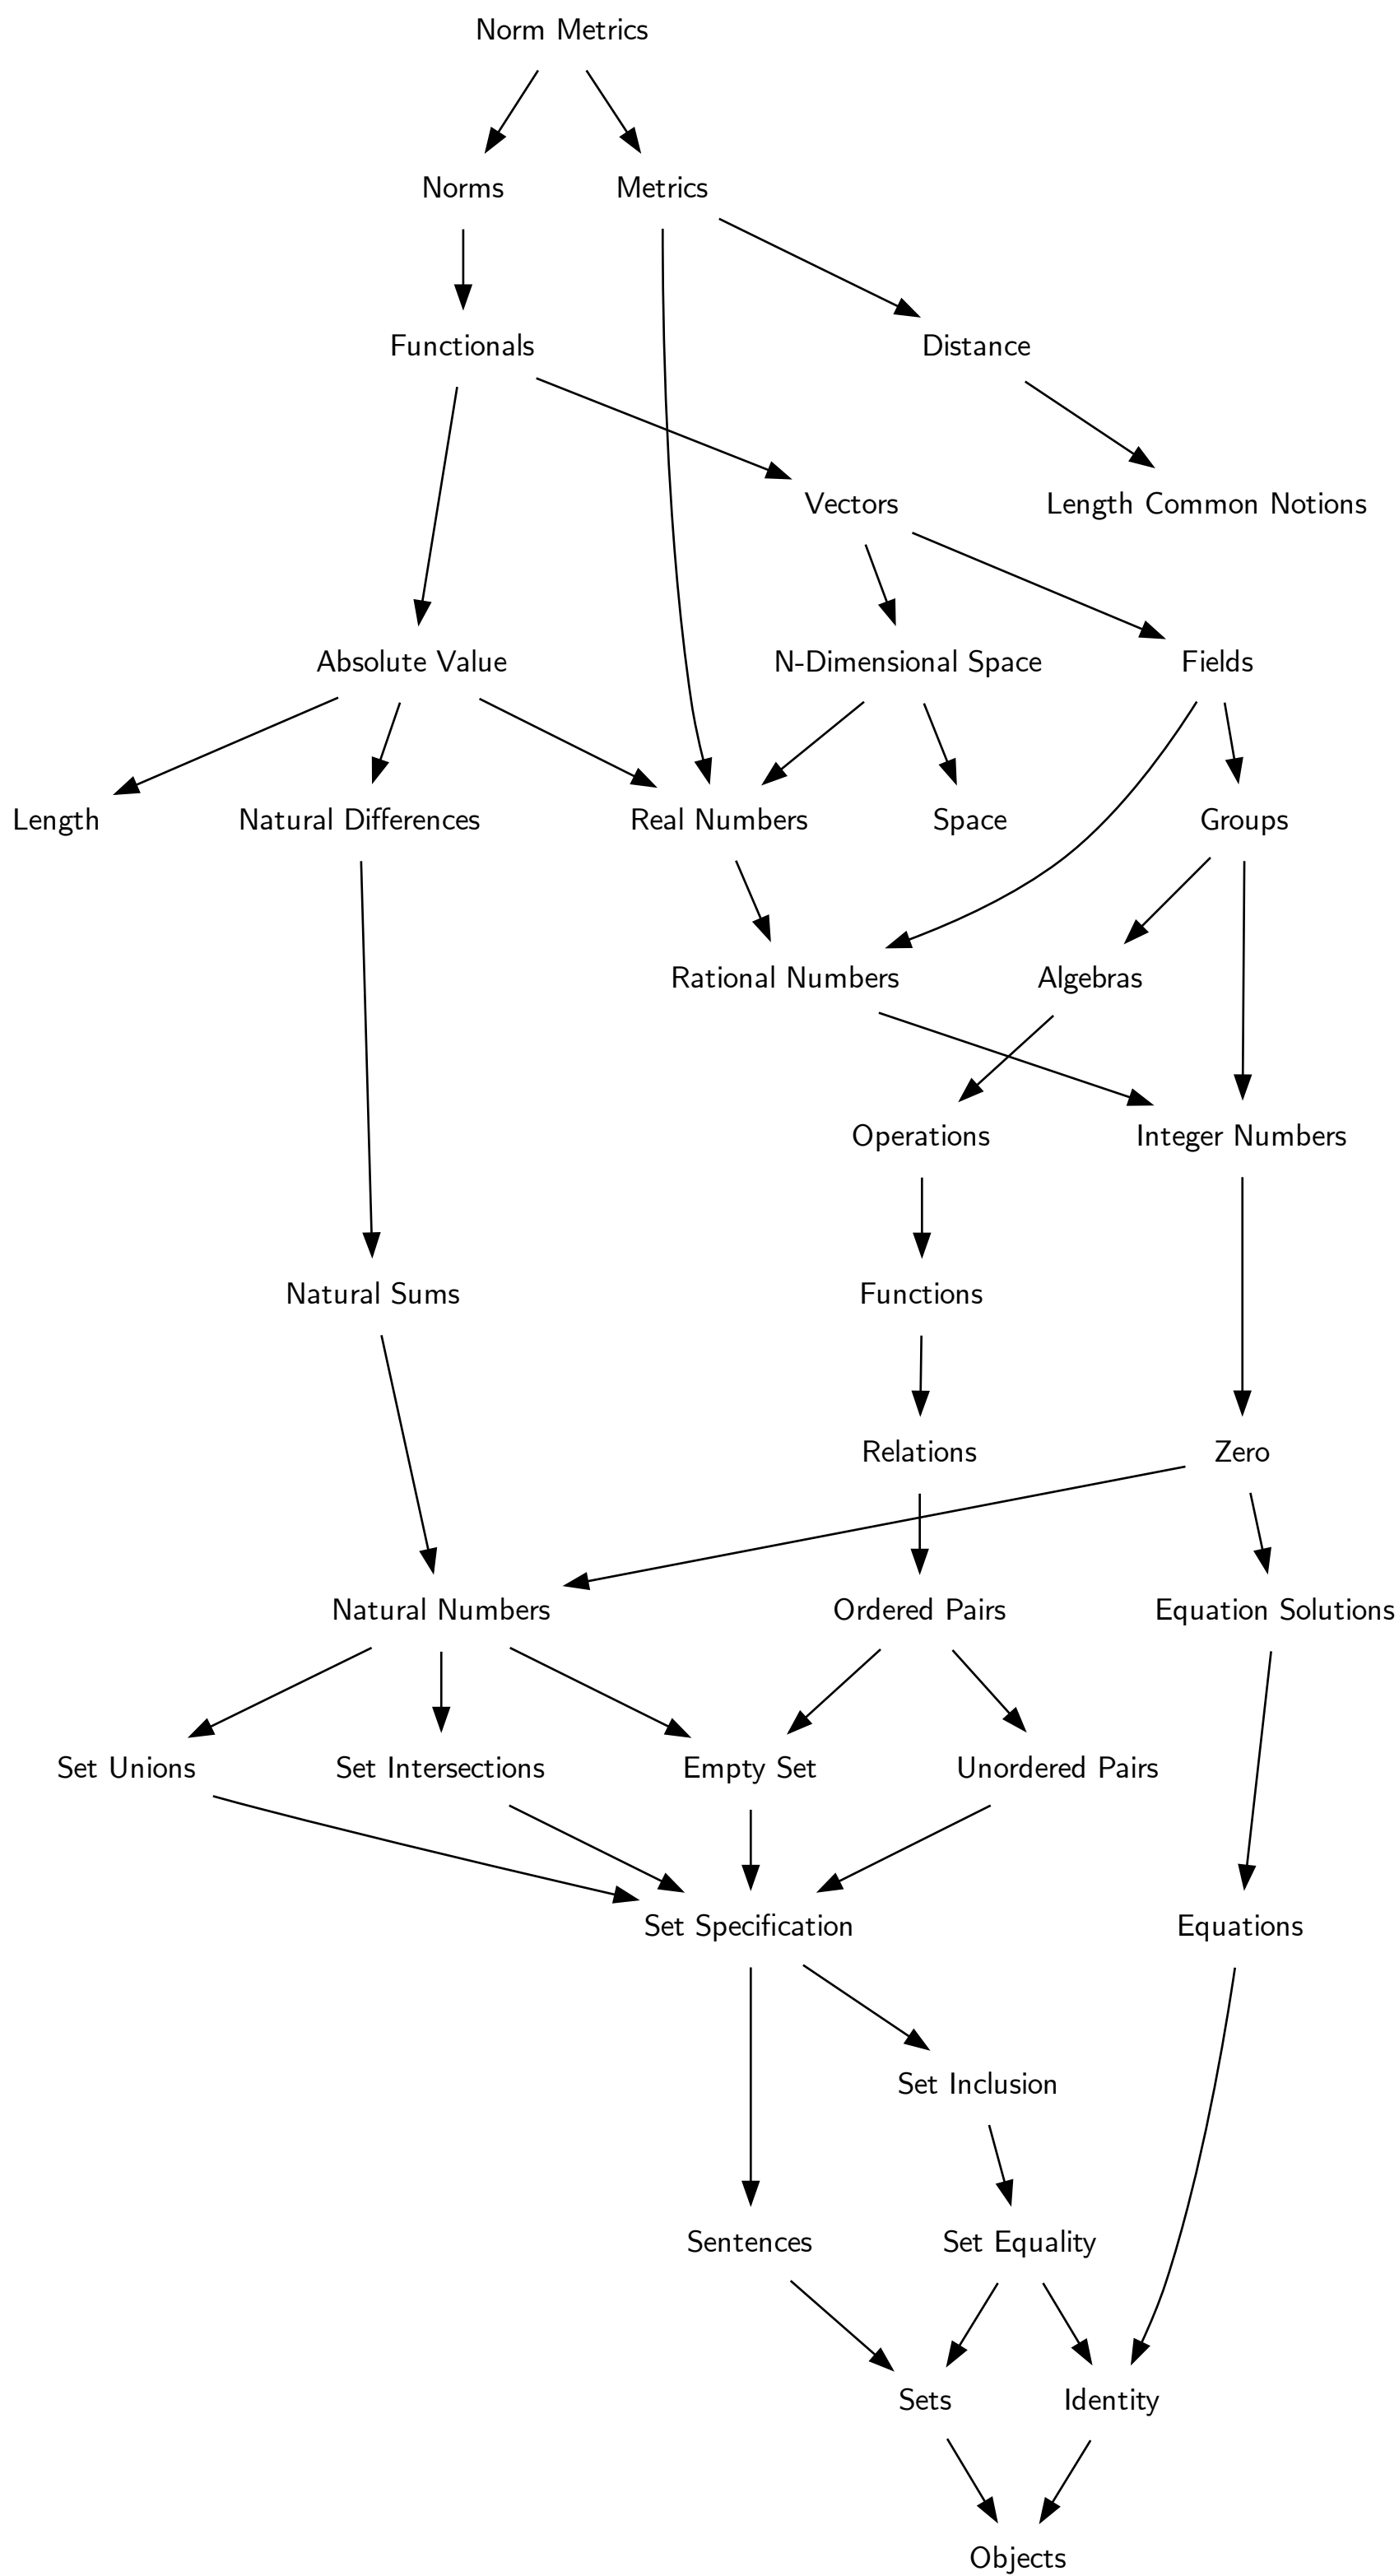 Norm Metrics
Norms
Metrics
Functionals
Distance
Vectors
Length Common Notions
Absolute Value
N-Dimensional Space
Fields
Length
Natural Differences
Real Numbers
Space
Groups
Rational Numbers
Algebras
Operations
Integer Numbers
Natural Sums
Functions
Relations
Zero
Natural Numbers
Ordered Pairs
Equation Solutions
Set Unions
Set Intersections
Empty Set
Unordered Pairs
Set Specification
Equations
Set Inclusion
Sentences
Set Equality
Sets
Identity
Objects